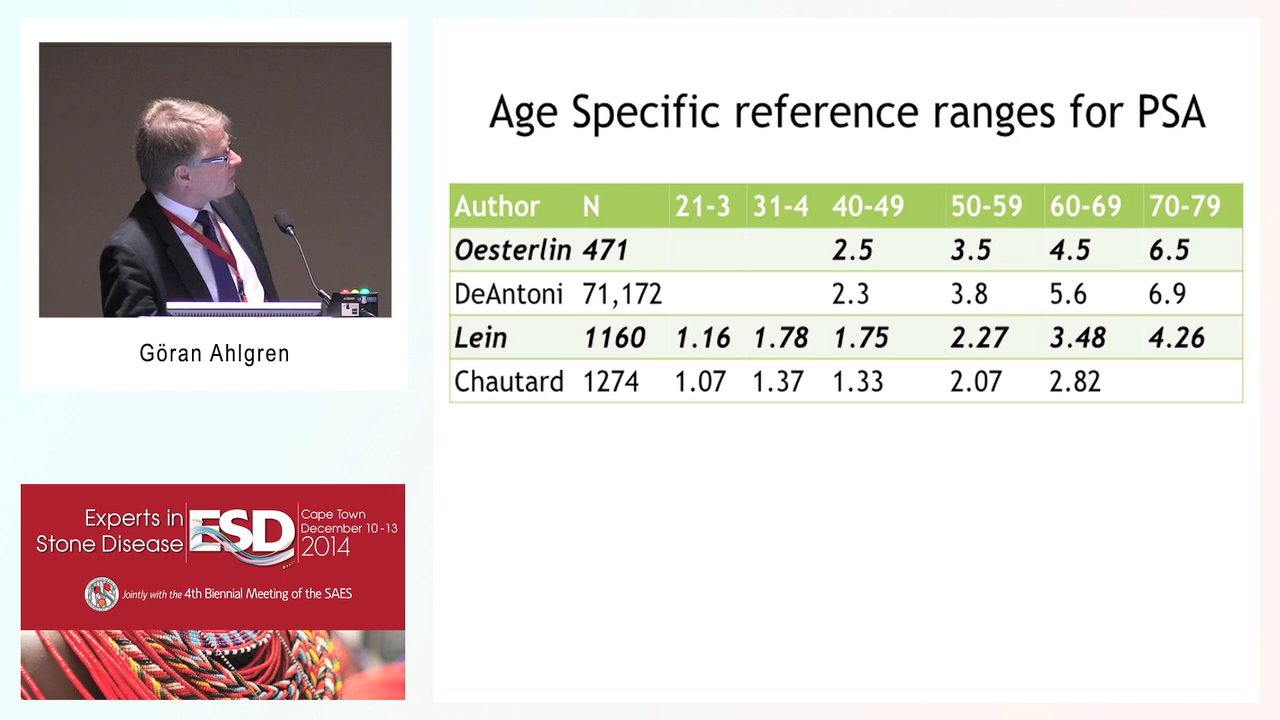 Göran Ahlgren
Experts in
Stone Disease
ESD
Cape Town
December 10-13
2014
Jointly with the 4th Biennial Meeting of the SAES
Age Specific reference ranges for PSA
Author N 21-3 31-4 40-49 50-59 60-69 70-79
Oesterlin 471 2.5 3.5 4.5 6.5
DeAntoni 71,172 2.3 3.8 5.6 6.9
Lein 1160 1.16 1.78 1.75 2.27 3.48 4.26
Chautard 1274 1.07 1.37 1.33 2.07 2.82